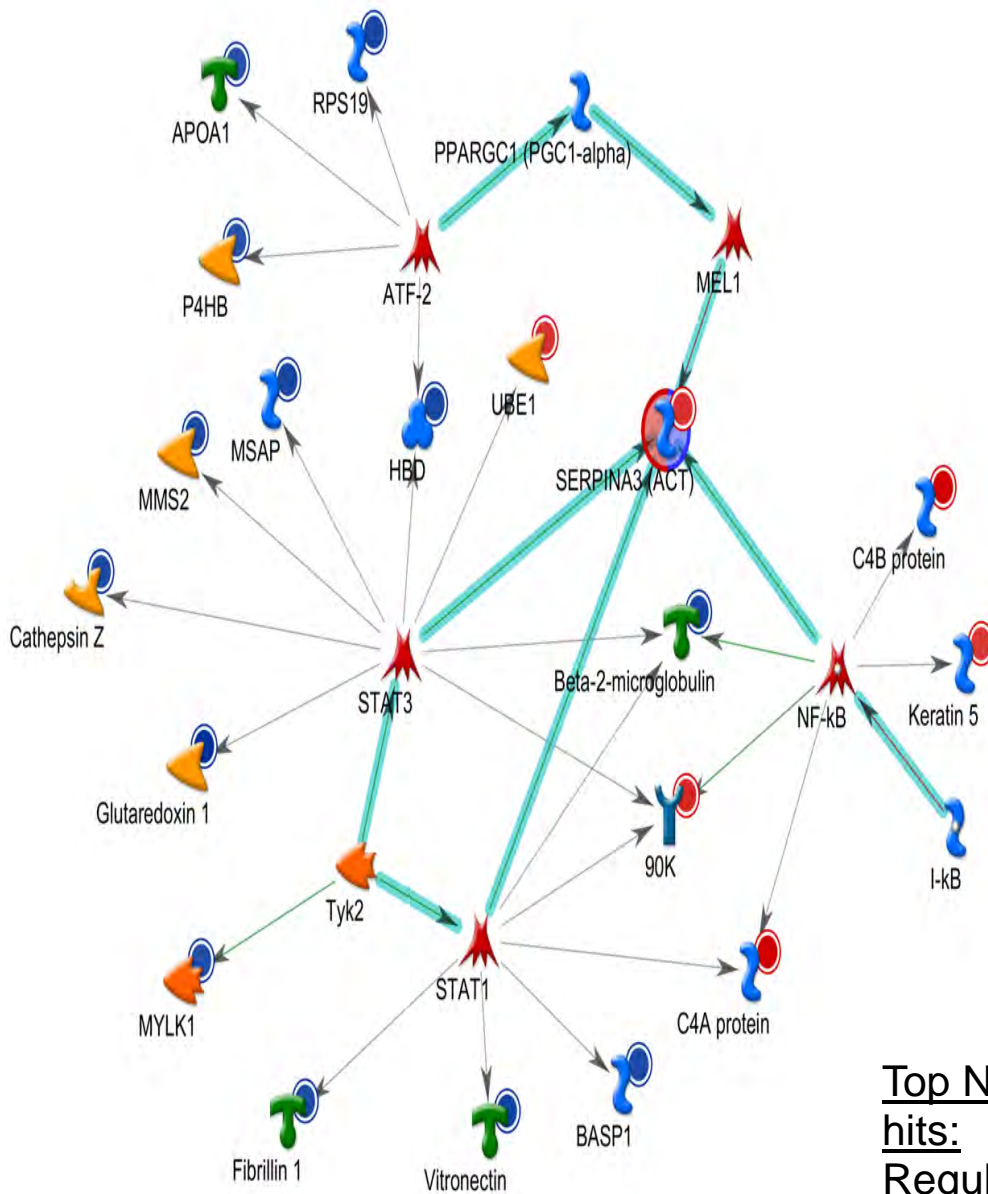 RPS19
APOA1
PPARGC1 (PGC1-alpha)
P4HB
ATF-2
MEL1
UBE1
MSAP
HBD
MMS2
SERPINA3 (ACT)
C4B protein
Cathepsin Z
STAT3
Beta-2-microglobulin
NF-kB
Keratin 5
Glutaredoxin 1
90K
I-kB
Tyk2
MYLK1
STAT1
C4A protein
Fibrillin 1
Vitronectin
BASP1
Top N
hits:
Regul